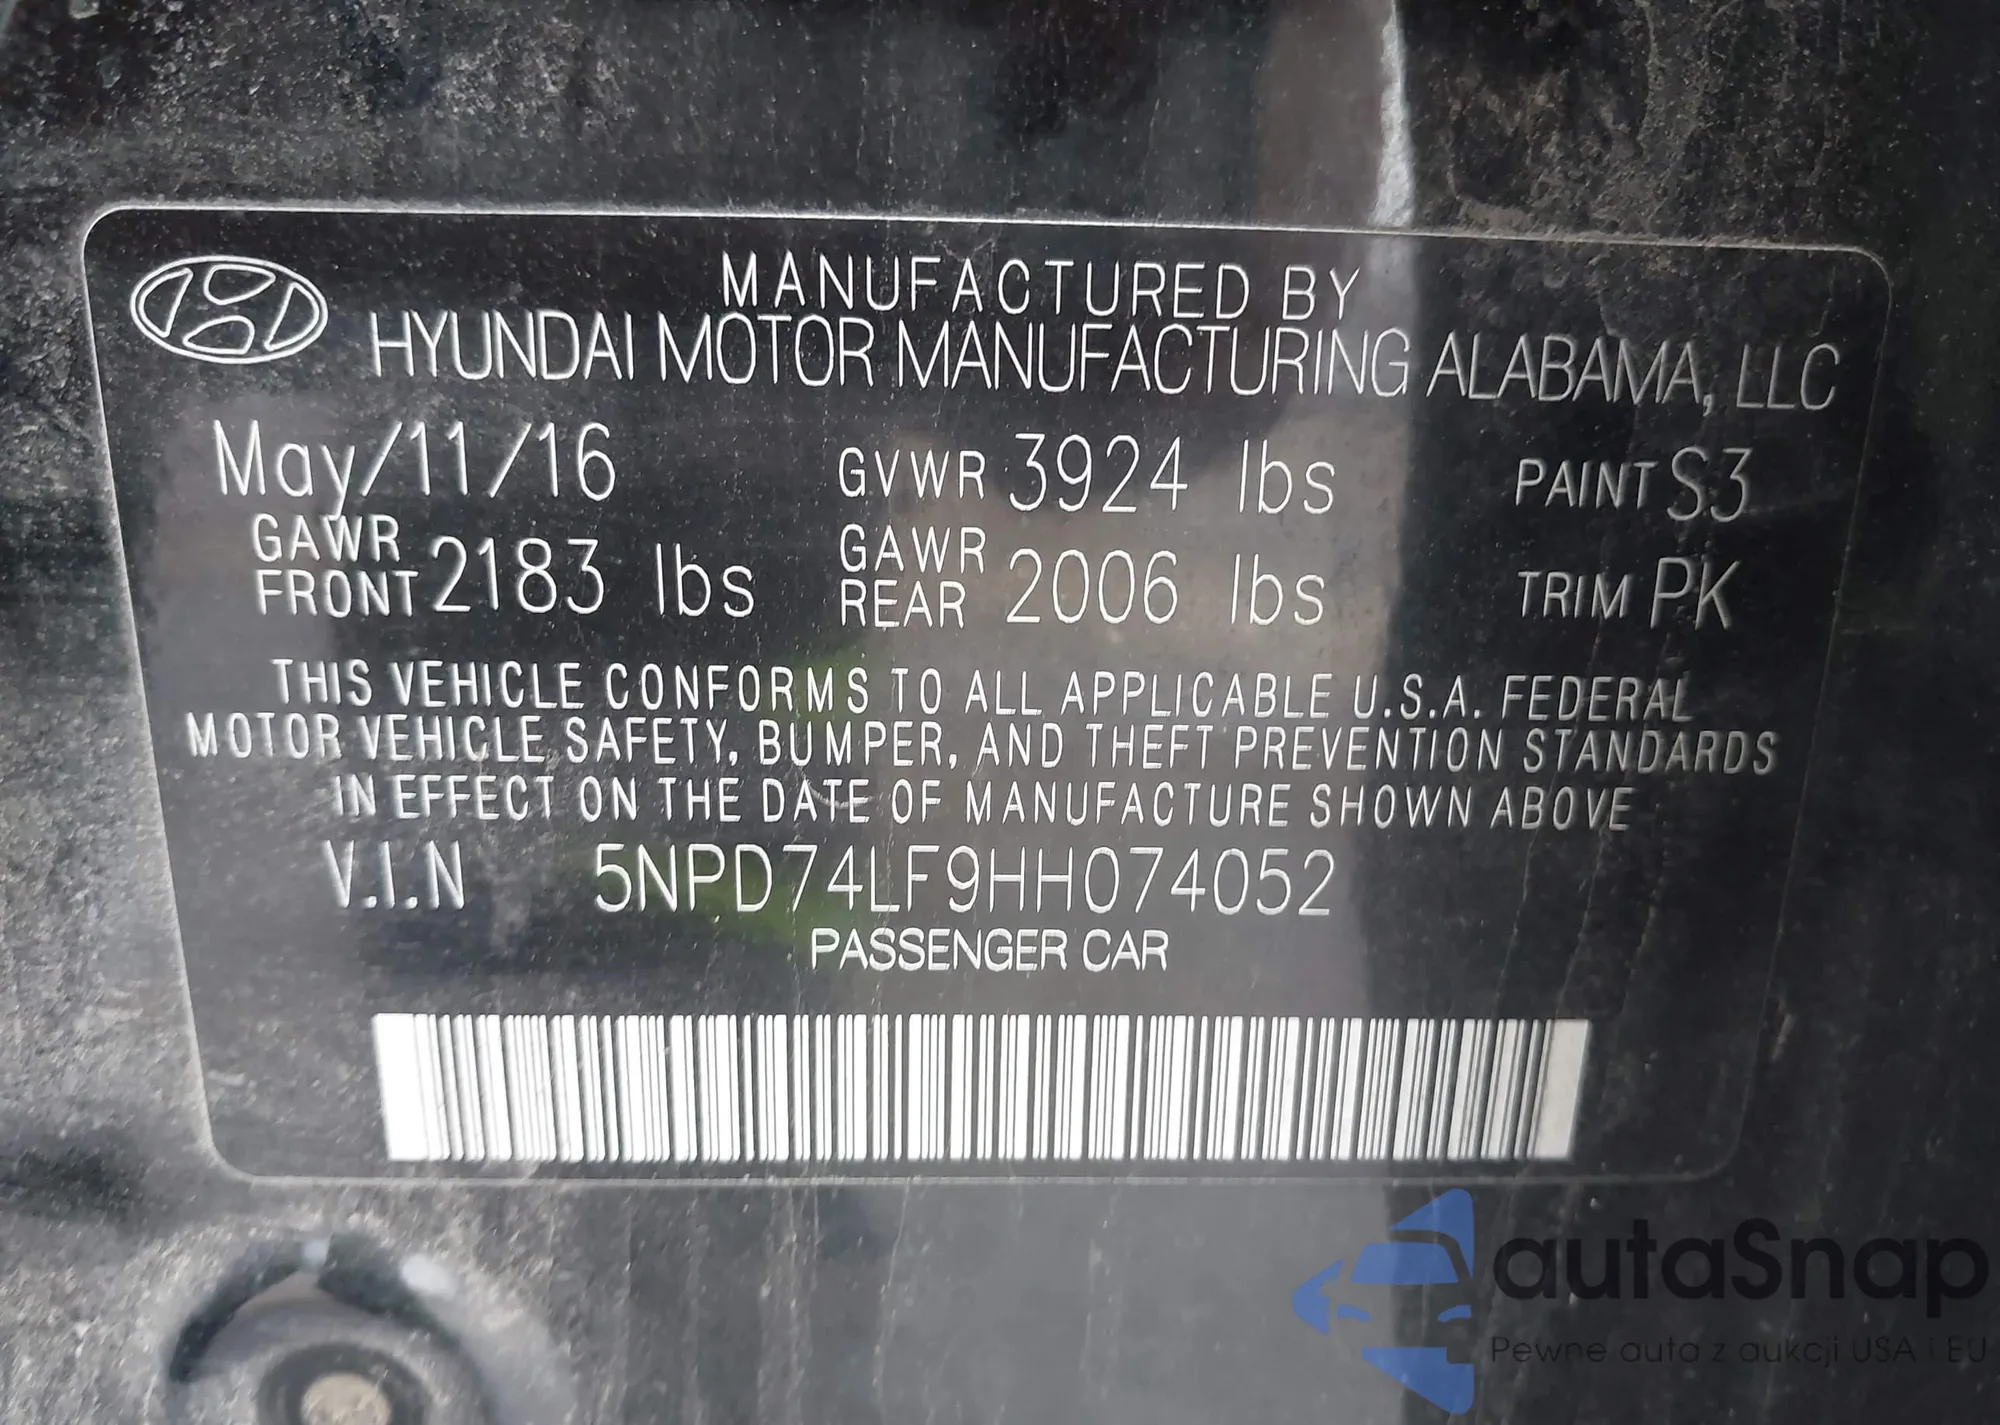 MANUFACTURED BY
HYUNDAI MOTOR MANUFACTURING ALABAMA, LLC
May/11/16 GVWR 3924 lbs PAINT S3
GAWR FRONT 2183 lbs GAWR REAR 2006 lbs TRIM PK
THIS VEHICLE CONFORMS TO ALL APPLICABLE U.S.A. FEDERAL
MOTOR VEHICLE SAFETY, BUMPER, AND THEFT PREVENTION STANDARDS
IN EFFECT ON THE DATE OF MANUFACTURE SHOWN ABOVE
V.I.N 5NPD74LF9HH074052
PASSENGER CAR
autaSnap
Pewne auta z aukcji USA i EU